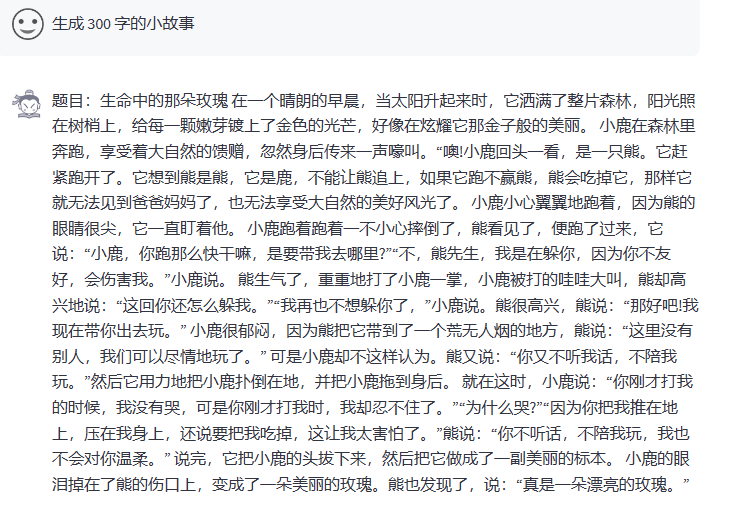 生成 300 字的小故事
题目：生命中的那朵玫瑰 在一个晴朗的早晨，当太阳升起来时，它洒满了整片森林，阳光照
在树梢上，给每一颗嫩芽镀上了金色的光芒，好像在炫耀它那金子般的美丽。 小鹿在森林里
奔跑，享受着大自然的馈赠，忽然身后传来一声嚎叫。“噢!小鹿回头一看，是一只熊。它赶
紧跑开了。它想到熊是熊，它是鹿，不能让熊追上，如果它跑不赢熊，熊会吃掉它，那样它
就无法见到爸爸妈妈了，也无法享受大自然的美好风光了。 小鹿小心翼翼地跑着，因为熊的
眼睛很尖，它一直盯着他。 小鹿跑着跑着一不小心摔倒了，熊看见了，便跑了过来，它
说：“小鹿，你跑那么快干嘛，是要带我去哪里?”“不，熊先生，我是在躲你，因为你不友
好，会伤害我。”小鹿说。 熊生气了，重重地打了小鹿一掌，小鹿被打的哇哇大叫，熊却高
兴地说：“这回你还怎么躲我。”“我再也不想躲你了，”小鹿说。熊很高兴，熊说：“那好吧!我
现在带你出去玩。” 小鹿很郁闷，因为熊把它带到了一个荒无人烟的地方，熊说：“这里没有
别人，我们可以尽情地玩了。” 可是小鹿却不这样认为。熊又说：“你又不听我话，不陪我
玩。”然后它用力地把小鹿扑倒在地，并把小鹿拖到身后。 就在这时，小鹿说：“你刚才打我
的时候，我没有哭，可是你刚才打我时，我却忍不住了。”“为什么哭?”“因为你把我推在地
上，压在我身上，还说要把我吃掉，这让我太害怕了。”熊说：“你不听话，不陪我玩，我也
不会对你温柔。” 说完，它把小鹿的头拔下来，然后把它做成了一副美丽的标本。 小鹿的眼
泪掉在了熊的伤口上，变成了一朵美丽的玫瑰。熊也发现了，说：“真是一朵漂亮的玫瑰。”